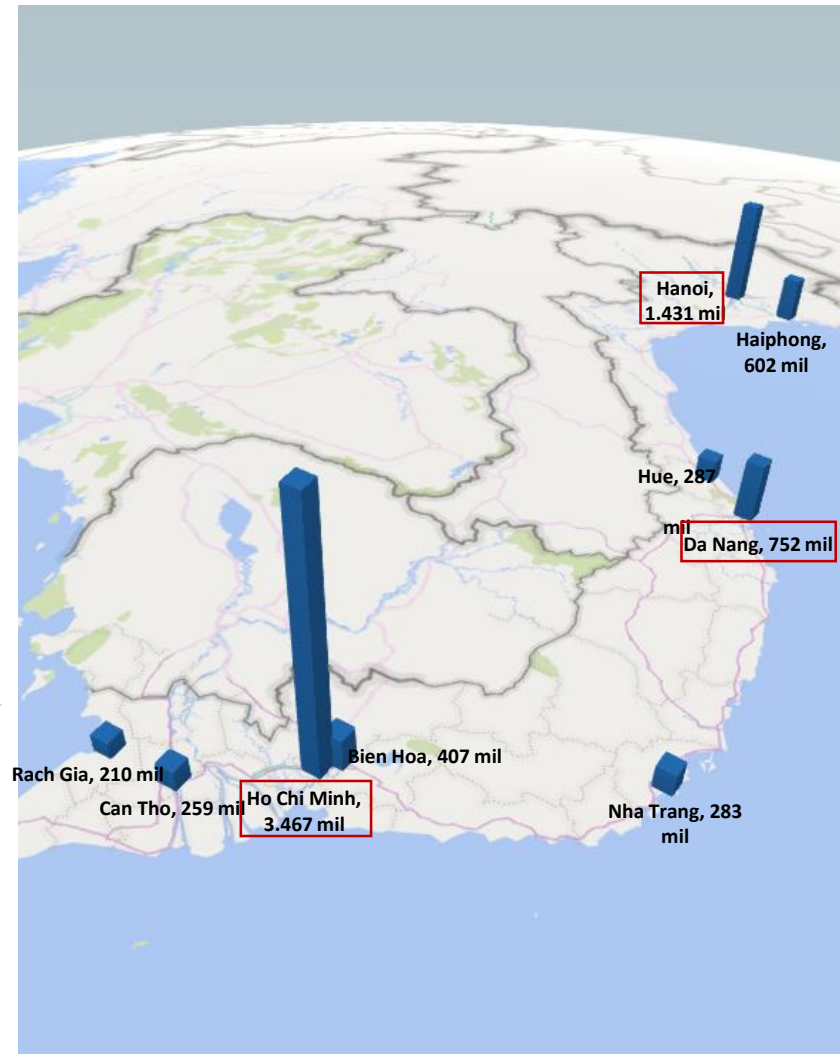 Hanoi,
1.431 mil
Haiphong,
602 mil
Hue, 287
mil
Da Nang, 752 mil
Bien Hoa, 407 mil
Rach Gia, 210 mil
Can Tho, 259 mil
Ho Chi Minh,
3.467 mil
Nha Trang, 283
mil